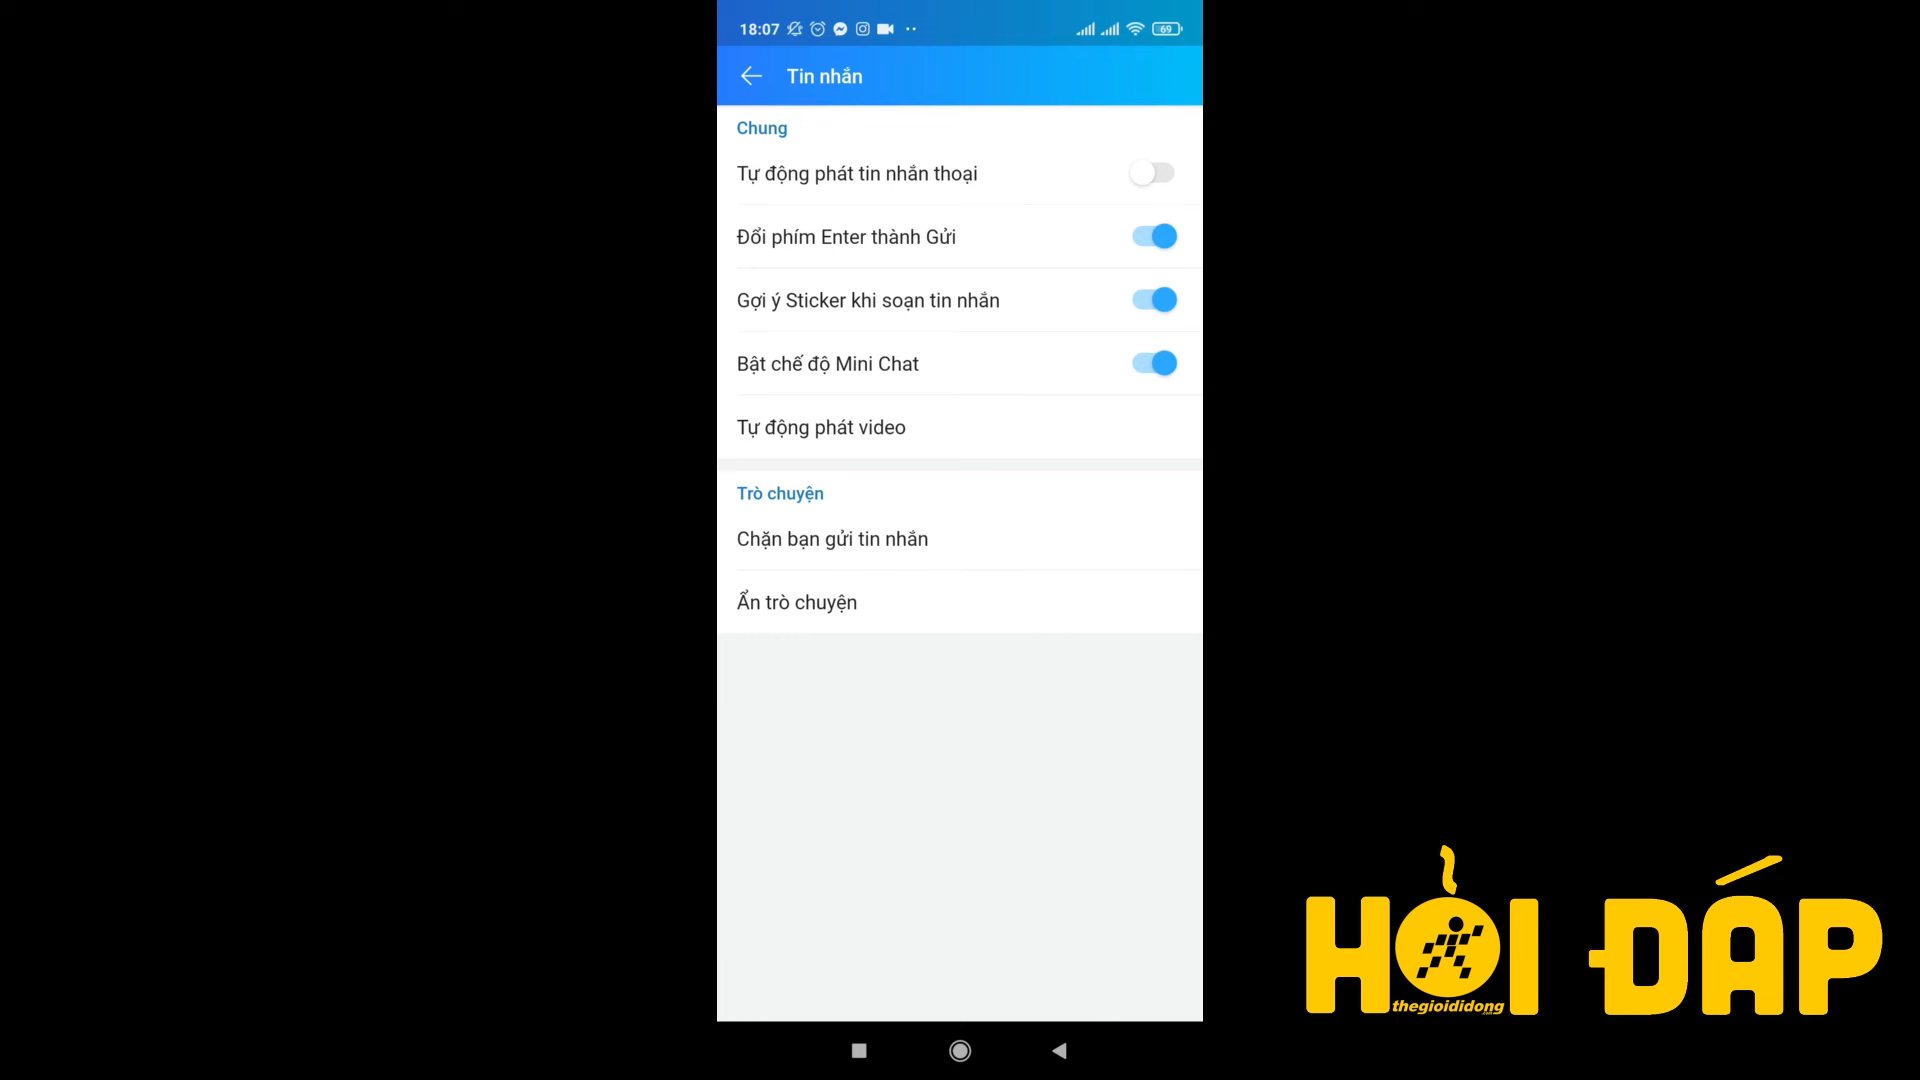 18:07
69
Tin nhắn
Chung
Tự động phát tin nhắn thoại
Đổi phím Enter thành Gửi
Gợi ý Sticker khi soạn tin nhắn
Bật chế độ Mini Chat
Tự động phát video
Trò chuyện
Chặn bạn gửi tin nhắn
Ẩn trò chuyện
HỎI ĐÁP
thegioididong
.com